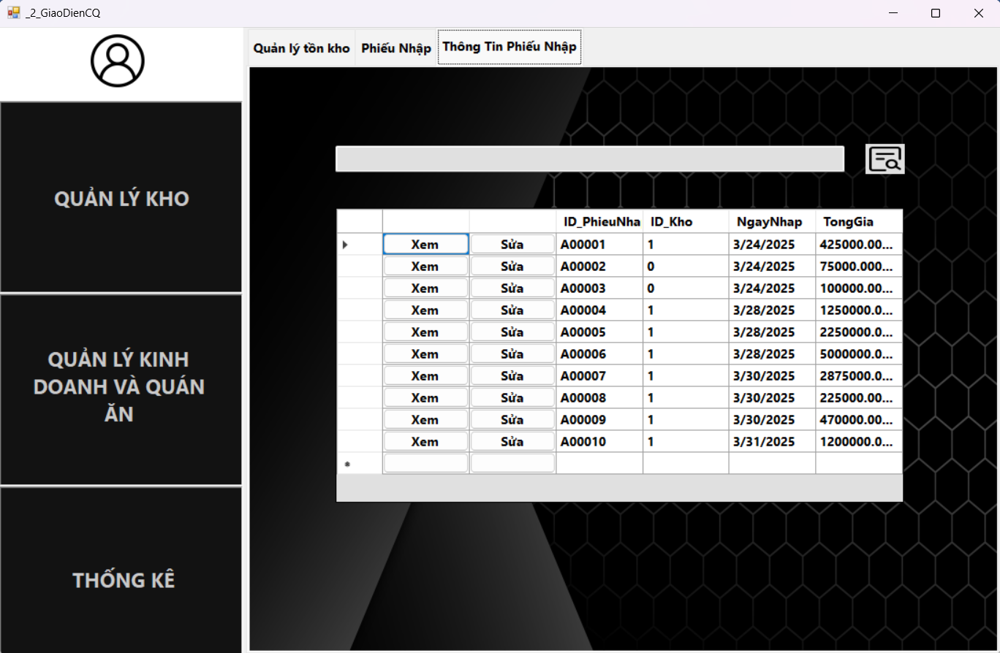 _2_GiaoDienCQ
Quản lý tồn kho Phiếu Nhập Thông Tin Phiếu Nhập
QUẢN LÝ KHO
QUẢN LÝ KINH
DOANH VÀ QUÁN
ĂN
THỐNG KÊ
ID_PhieuNha ID_Kho NgayNhap TongGia
Xem Sửa A00001 1 3/24/2025 425000.00...
Xem Sửa A00002 0 3/24/2025 75000.000...
Xem Sửa A00003 0 3/24/2025 100000.00...
Xem Sửa A00004 1 3/28/2025 1250000.0...
Xem Sửa A00005 1 3/28/2025 2250000.0...
Xem Sửa A00006 1 3/28/2025 5000000.0...
Xem Sửa A00007 1 3/30/2025 2875000.0...
Xem Sửa A00008 1 3/30/2025 225000.00...
Xem Sửa A00009 1 3/30/2025 470000.00...
Xem Sửa A00010 1 3/31/2025 1200000.0...